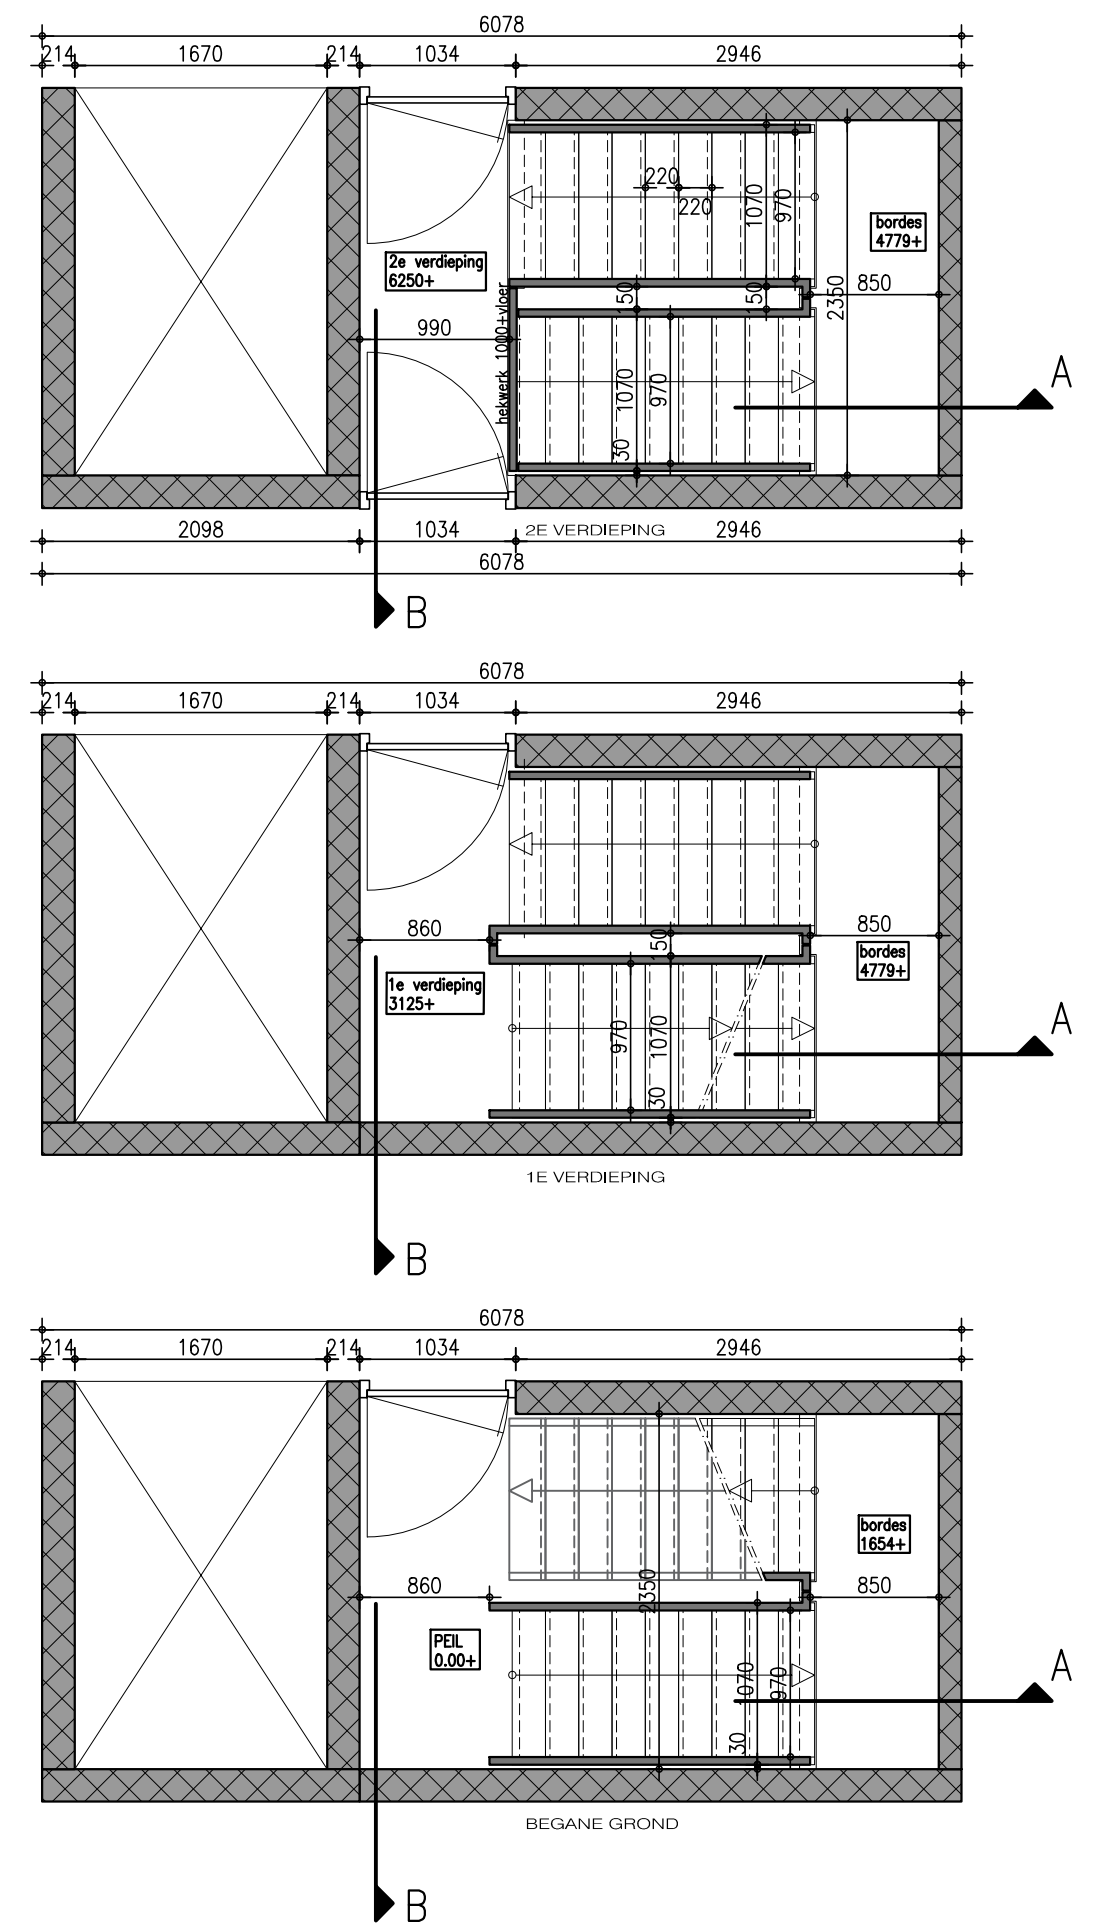 6078
214 1670 214 1034 2946
220
220
1070
970
bordes
4779+
2e verdieping
6250+
hekwerk 1000+vloer
150
150
2350
850
990
1070
970
30
A
2098 1034 2946
2E VERDIEPING
6078
B
6078
214 1670 214 1034 2946
860
150
850
bordes
4779+
1e verdieping
3125+
970
1070
30
A
1E VERDIEPING
B
6078
214 1670 214 1034 2946
bordes
1654+
860
2350
850
PEIL
0.00+
1070
970
30
A
BEGANE GROND
B